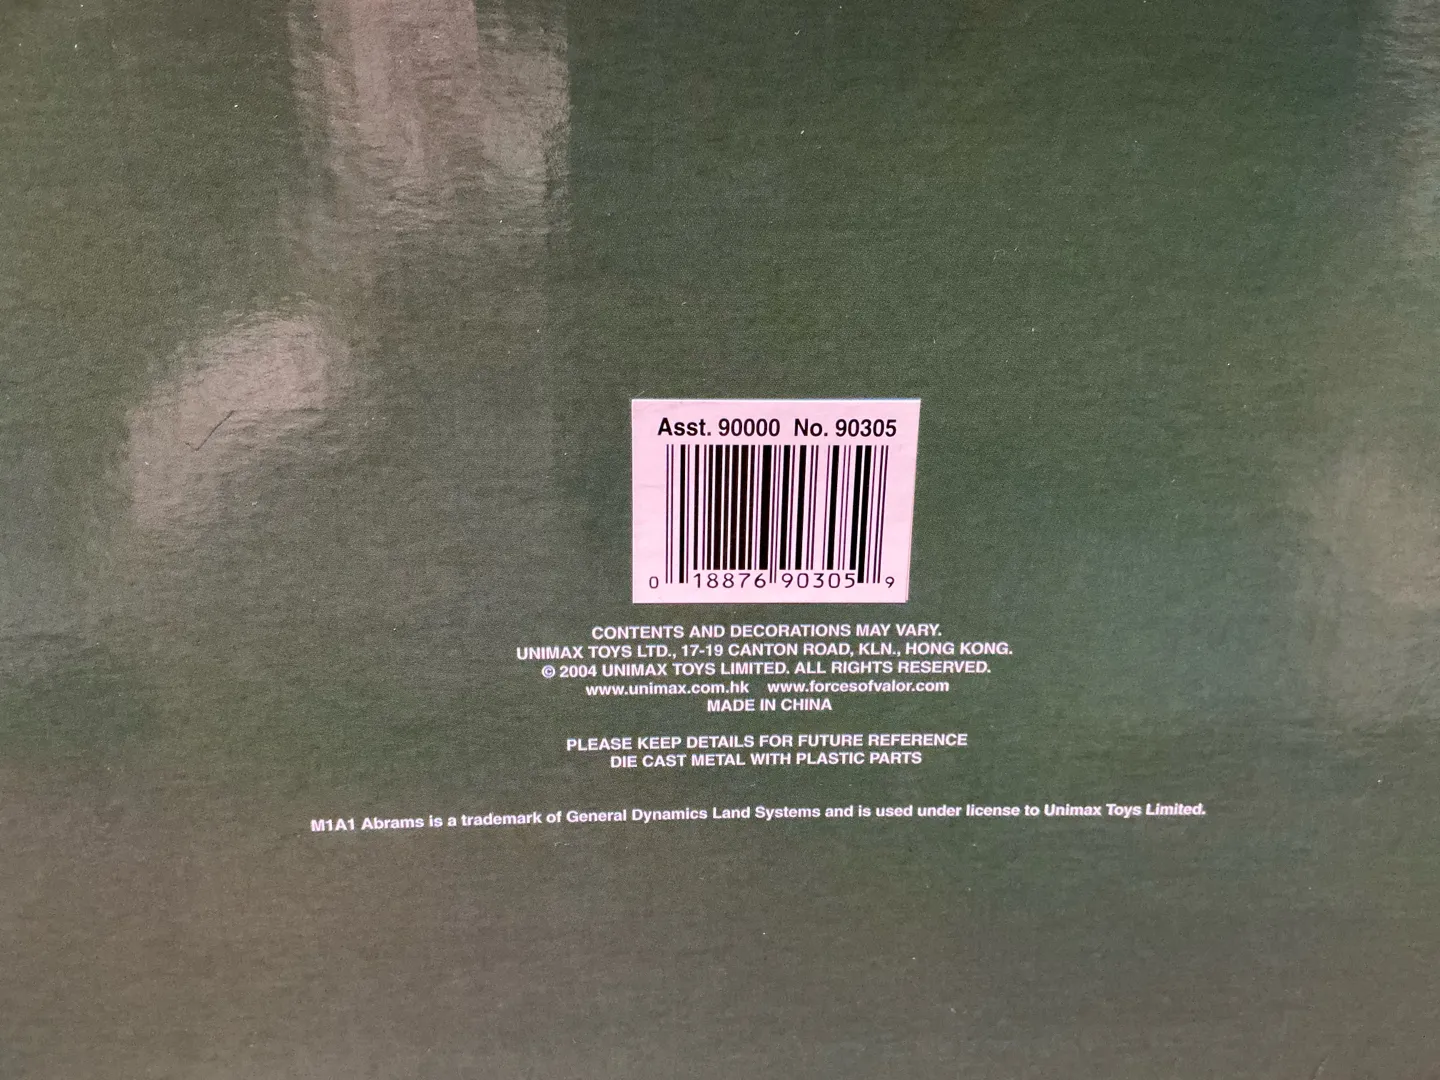 Asst. 90000 No. 90305
0 18876 90305 9
CONTENTS AND DECORATIONS MAY VARY.
UNIMAX TOYS LTD., 17-19 CANTON ROAD, KLN., HONG KONG.
© 2004 UNIMAX TOYS LIMITED. ALL RIGHTS RESERVED.
www.unimax.com.hk www.forcesofvalor.com
MADE IN CHINA
PLEASE KEEP DETAILS FOR FUTURE REFERENCE
DIE CAST METAL WITH PLASTIC PARTS
M1A1 Abrams is a trademark of General Dynamics Land Systems and is used under license to Unimax Toys Limited.